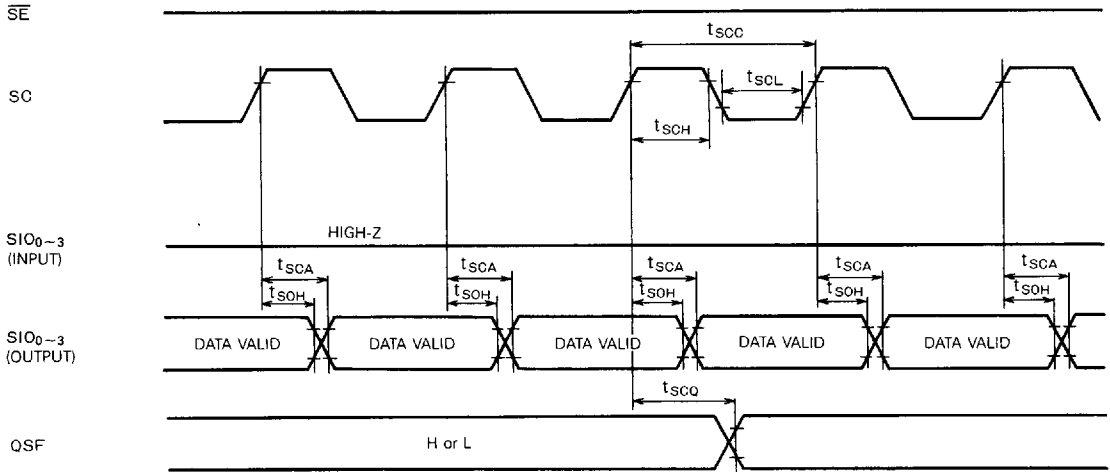 SE
tSCC
SC
tSCL
tSCH
SIO0~3
(INPUT)
HIGH-Z
tSCA tSCA tSCA tSCA tSCA
tSOH tSOH tSOH tSOH tSOH
SIO0~3
(OUTPUT)
DATA VALID DATA VALID DATA VALID DATA VALID DATA VALID
tSCQ
QSF
H or L